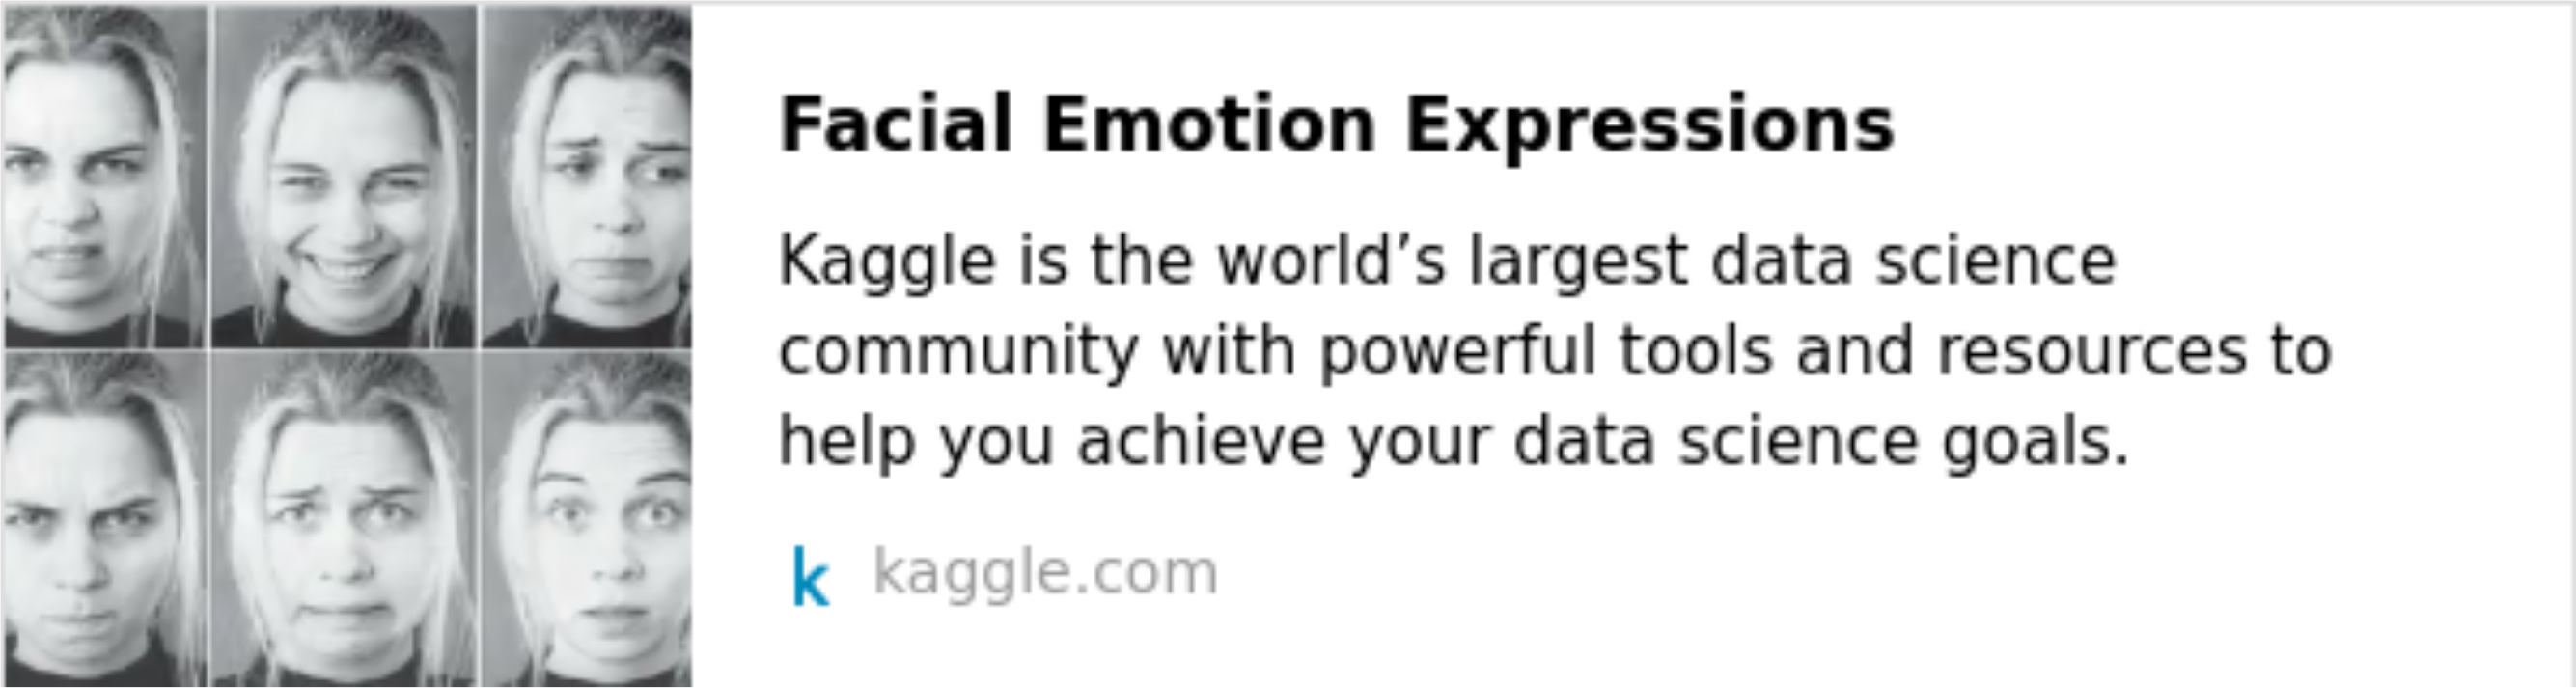 Facial Emotion Expressions
Kaggle is the world’s largest data science
community with powerful tools and resources to
help you achieve your data science goals.
k kaggle.com